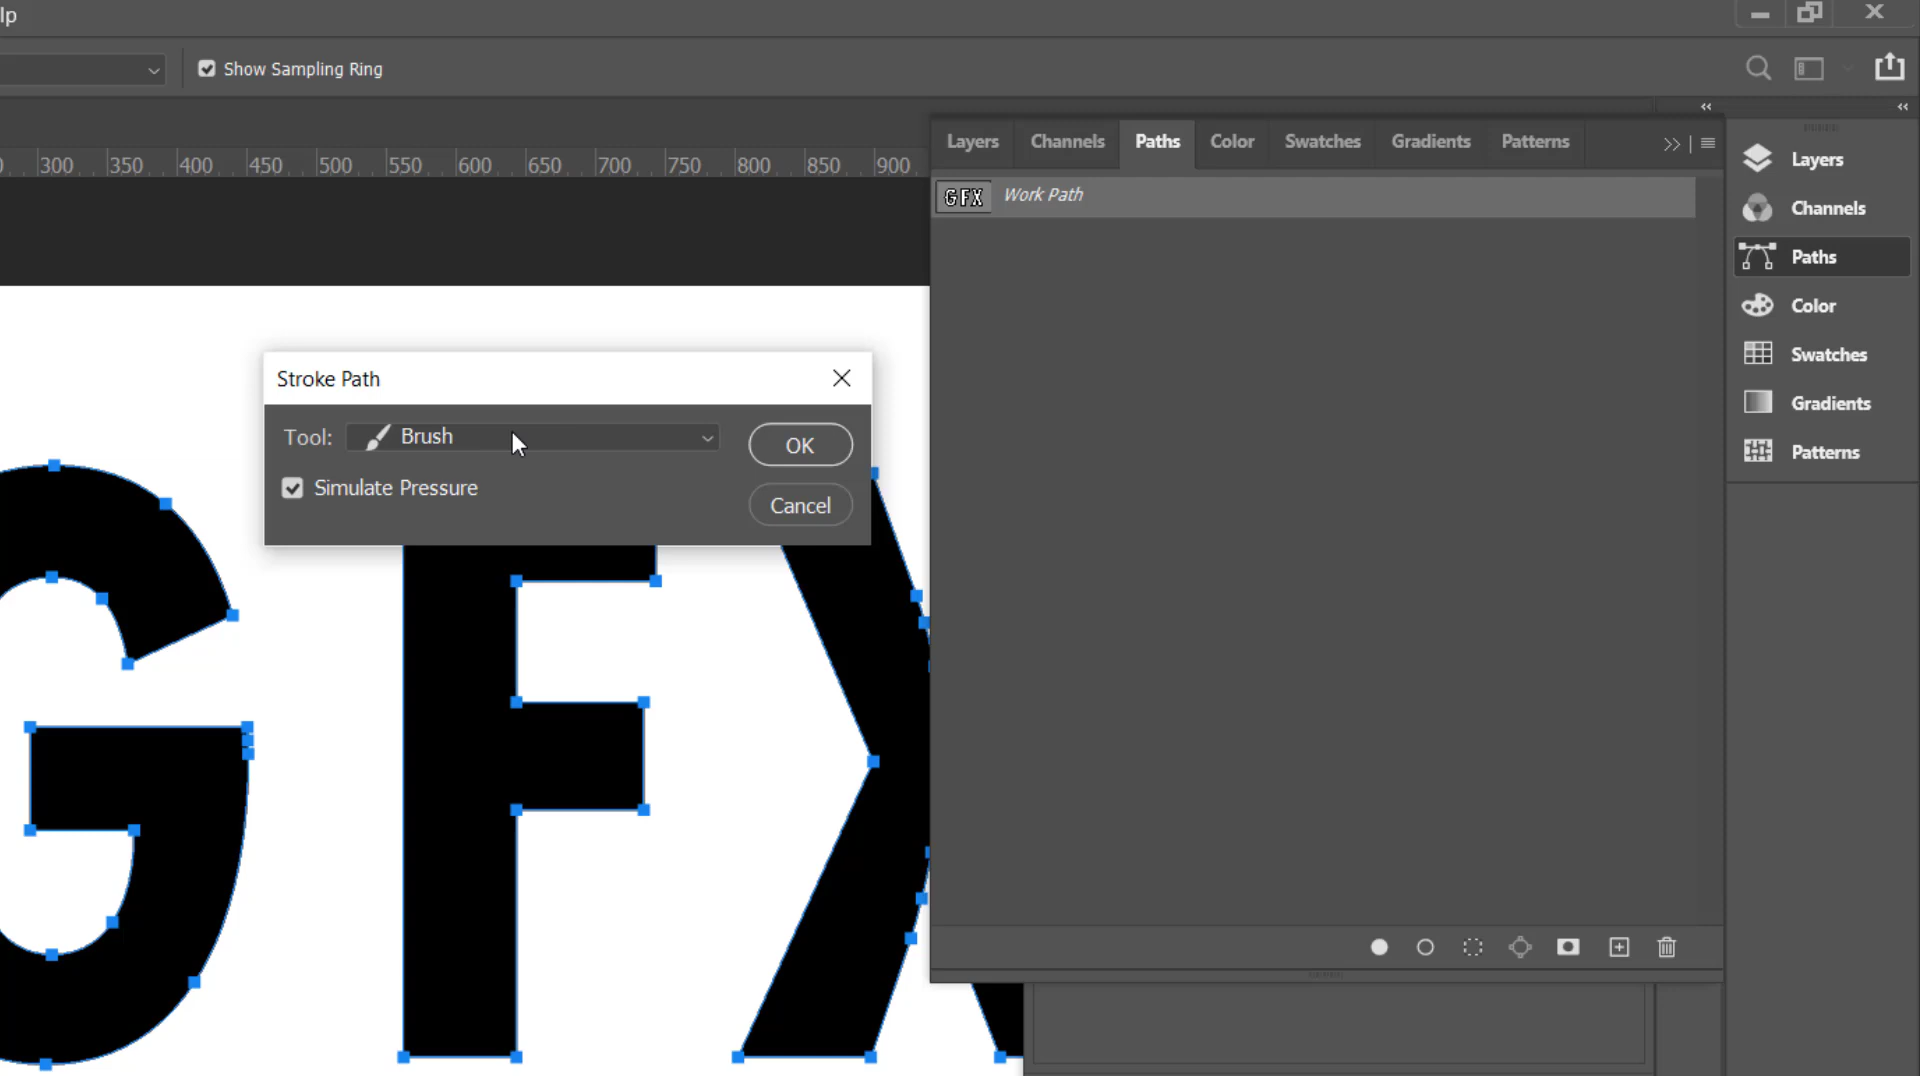 lp
Show Sampling Ring
Layers Channels Paths Color Swatches Gradients Patterns
300 350 400 450 500 550 600 650 700 750 800 850 900
GFX Work Path
Layers
Channels
Paths
Color
Swatches
Gradients
Patterns
Stroke Path
Tool: Brush
OK
Simulate Pressure
Cancel
GFX